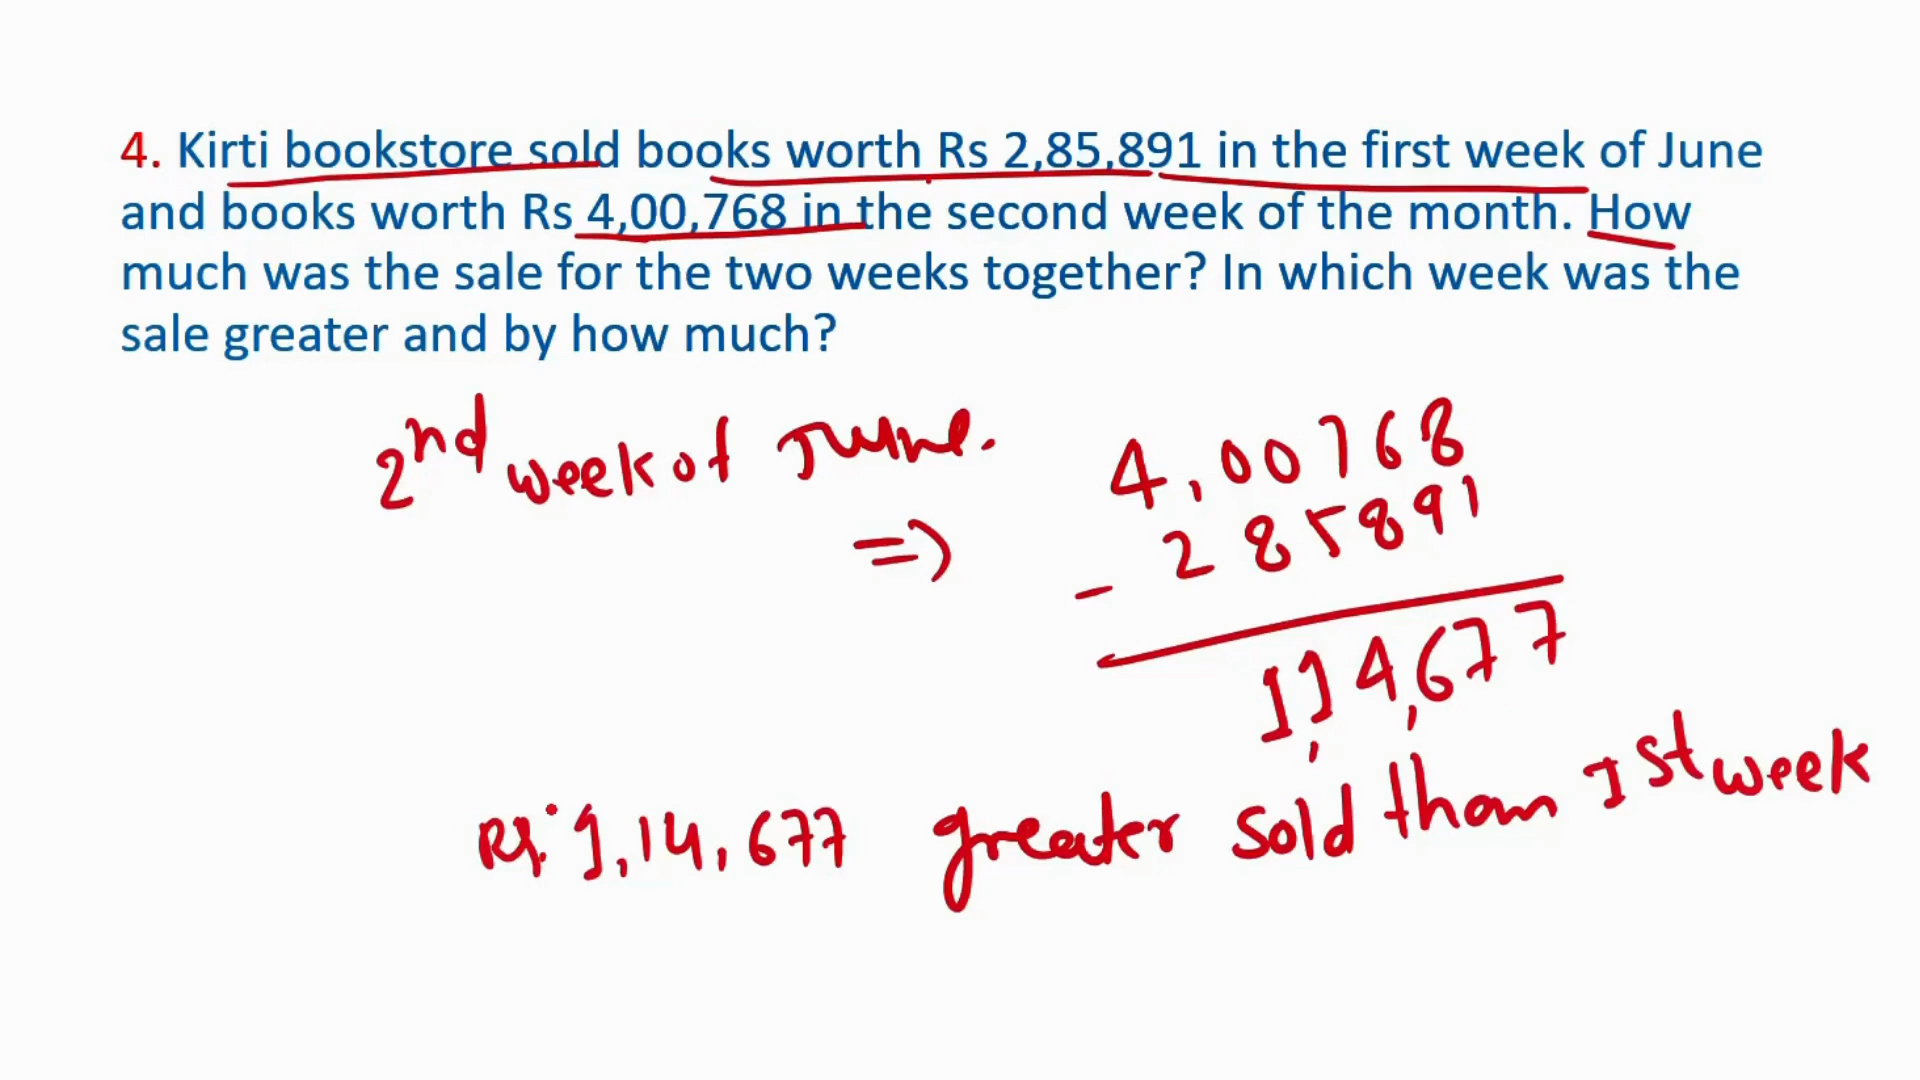 4. Kirti bookstore sold books worth Rs 2,85,891 in the first week of June
and books worth Rs 4,00,768 in the second week of the month. How
much was the sale for the two weeks together? In which week was the
sale greater and by how much?
2nd week of June.
=>
4,00768
- 285891
114,677
Rs. 1,14,677 greater sold than 1st week